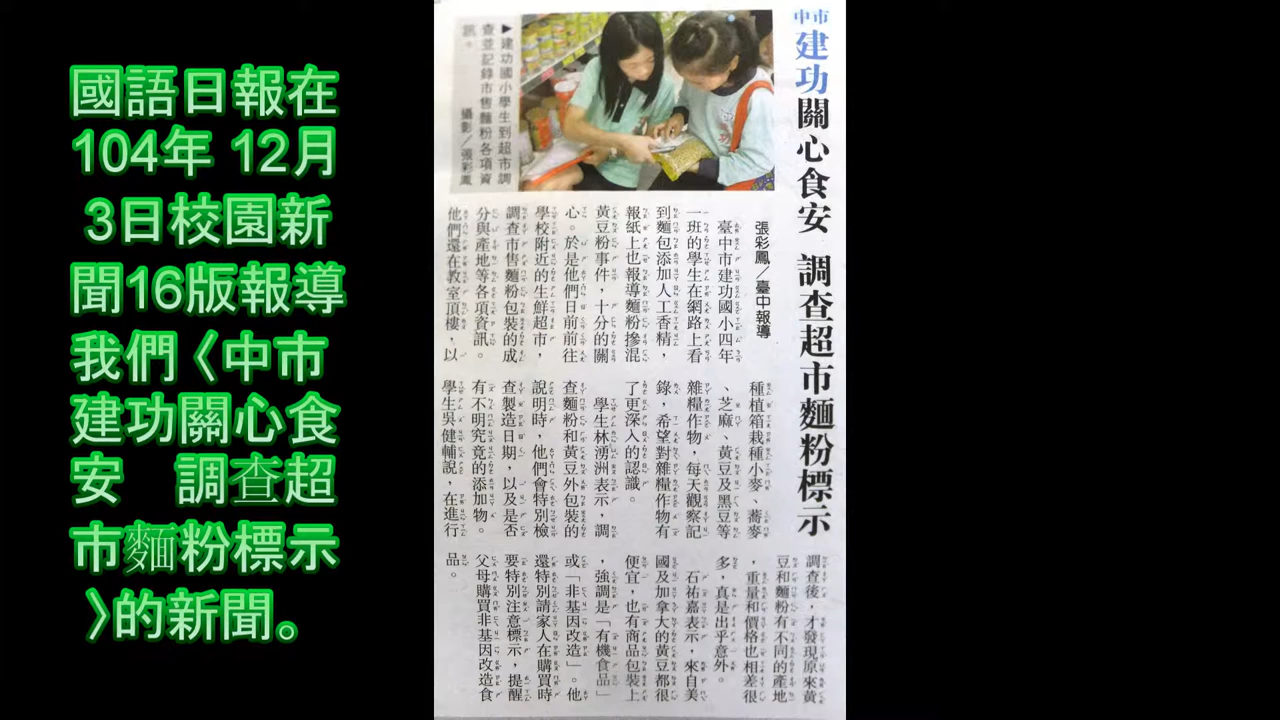 國語日報在
104年 12月
3日校園新
聞16版報導
我們〈中市
建功關心食
安　調查超
市麵粉標示
〉的新聞。
中市
建功關心食安 調查超市麵粉標示
▶建功國小學生到超市調
查並記錄市售麵粉各項資
訊。 攝影／張彩鳳
張彩鳳／臺中報導
臺中市建功國小四年
一班的學生在網路上看
到麵包添加人工香精，
報紙上也報導麵粉摻混
黃豆粉事件，十分的關
心。於是他們日前前往
學校附近的生鮮超市，
調查市售麵粉包裝的成
分與產地等各項資訊。
他們還在教室頂樓，以
種植箱栽種小麥、蕎麥
、芝麻、黃豆及黑豆等
雜糧作物，每天觀察記
錄，希望對雜糧作物有
了更深入的認識。
學生林湧洲表示，調
查麵粉和黃豆外包裝的
說明時，他們會特別檢
查製造日期，以及是否
有不明究竟的添加物。
學生吳健輔說，在進行
調查後，才發現原來黃
豆和麵粉有不同的產地
，重量和價格也相差很
多，真是出乎意外。
石祐嘉表示，來自美
國及加拿大的黃豆都很
便宜，也有商品包裝上
，強調是「有機食品」
或「非基因改造」。他
還特別請家人在購買時
要特別注意標示，提醒
父母購買非基因改造食
品。